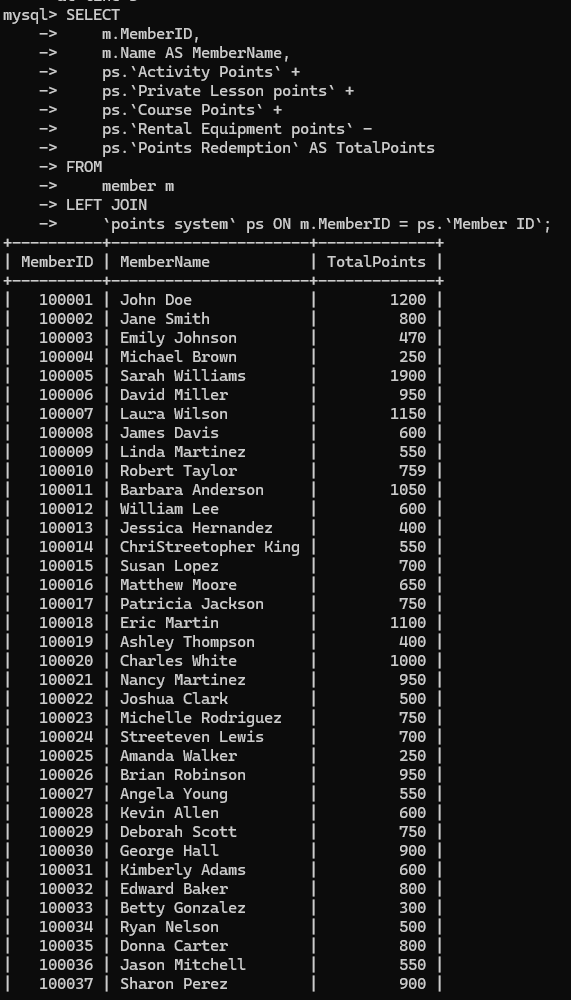 mysql> SELECT
    ->     m.MemberID,
    ->     m.Name AS MemberName,
    ->     ps.`Activity Points` +
    ->     ps.`Private Lesson points` +
    ->     ps.`Course Points` +
    ->     ps.`Rental Equipment points` -
    ->     ps.`Points Redemption` AS TotalPoints
    -> FROM
    ->     member m
    -> LEFT JOIN
    ->     `points system` ps ON m.MemberID = ps.`Member ID`;
+----------+---------------------+-------------+
| MemberID | MemberName          | TotalPoints |
+----------+---------------------+-------------+
|   100001 | John Doe            |        1200 |
|   100002 | Jane Smith          |         800 |
|   100003 | Emily Johnson       |         470 |
|   100004 | Michael Brown       |         250 |
|   100005 | Sarah Williams      |        1900 |
|   100006 | David Miller        |         950 |
|   100007 | Laura Wilson        |        1150 |
|   100008 | James Davis         |         600 |
|   100009 | Linda Martinez      |         550 |
|   100010 | Robert Taylor       |         759 |
|   100011 | Barbara Anderson    |        1050 |
|   100012 | William Lee         |         600 |
|   100013 | Jessica Hernandez   |         400 |
|   100014 | ChriStreetopher King |         550 |
|   100015 | Susan Lopez         |         700 |
|   100016 | Matthew Moore       |         650 |
|   100017 | Patricia Jackson    |         750 |
|   100018 | Eric Martin         |        1100 |
|   100019 | Ashley Thompson     |         400 |
|   100020 | Charles White       |        1000 |
|   100021 | Nancy Martinez      |         950 |
|   100022 | Joshua Clark        |         500 |
|   100023 | Michelle Rodriguez  |         750 |
|   100024 | Streeteven Lewis    |         700 |
|   100025 | Amanda Walker       |         250 |
|   100026 | Brian Robinson      |         950 |
|   100027 | Angela Young        |         550 |
|   100028 | Kevin Allen         |         600 |
|   100029 | Deborah Scott       |         750 |
|   100030 | George Hall         |         900 |
|   100031 | Kimberly Adams      |         600 |
|   100032 | Edward Baker        |         800 |
|   100033 | Betty Gonzalez      |         300 |
|   100034 | Ryan Nelson         |         500 |
|   100035 | Donna Carter        |         800 |
|   100036 | Jason Mitchell      |         550 |
|   100037 | Sharon Perez        |         900 |